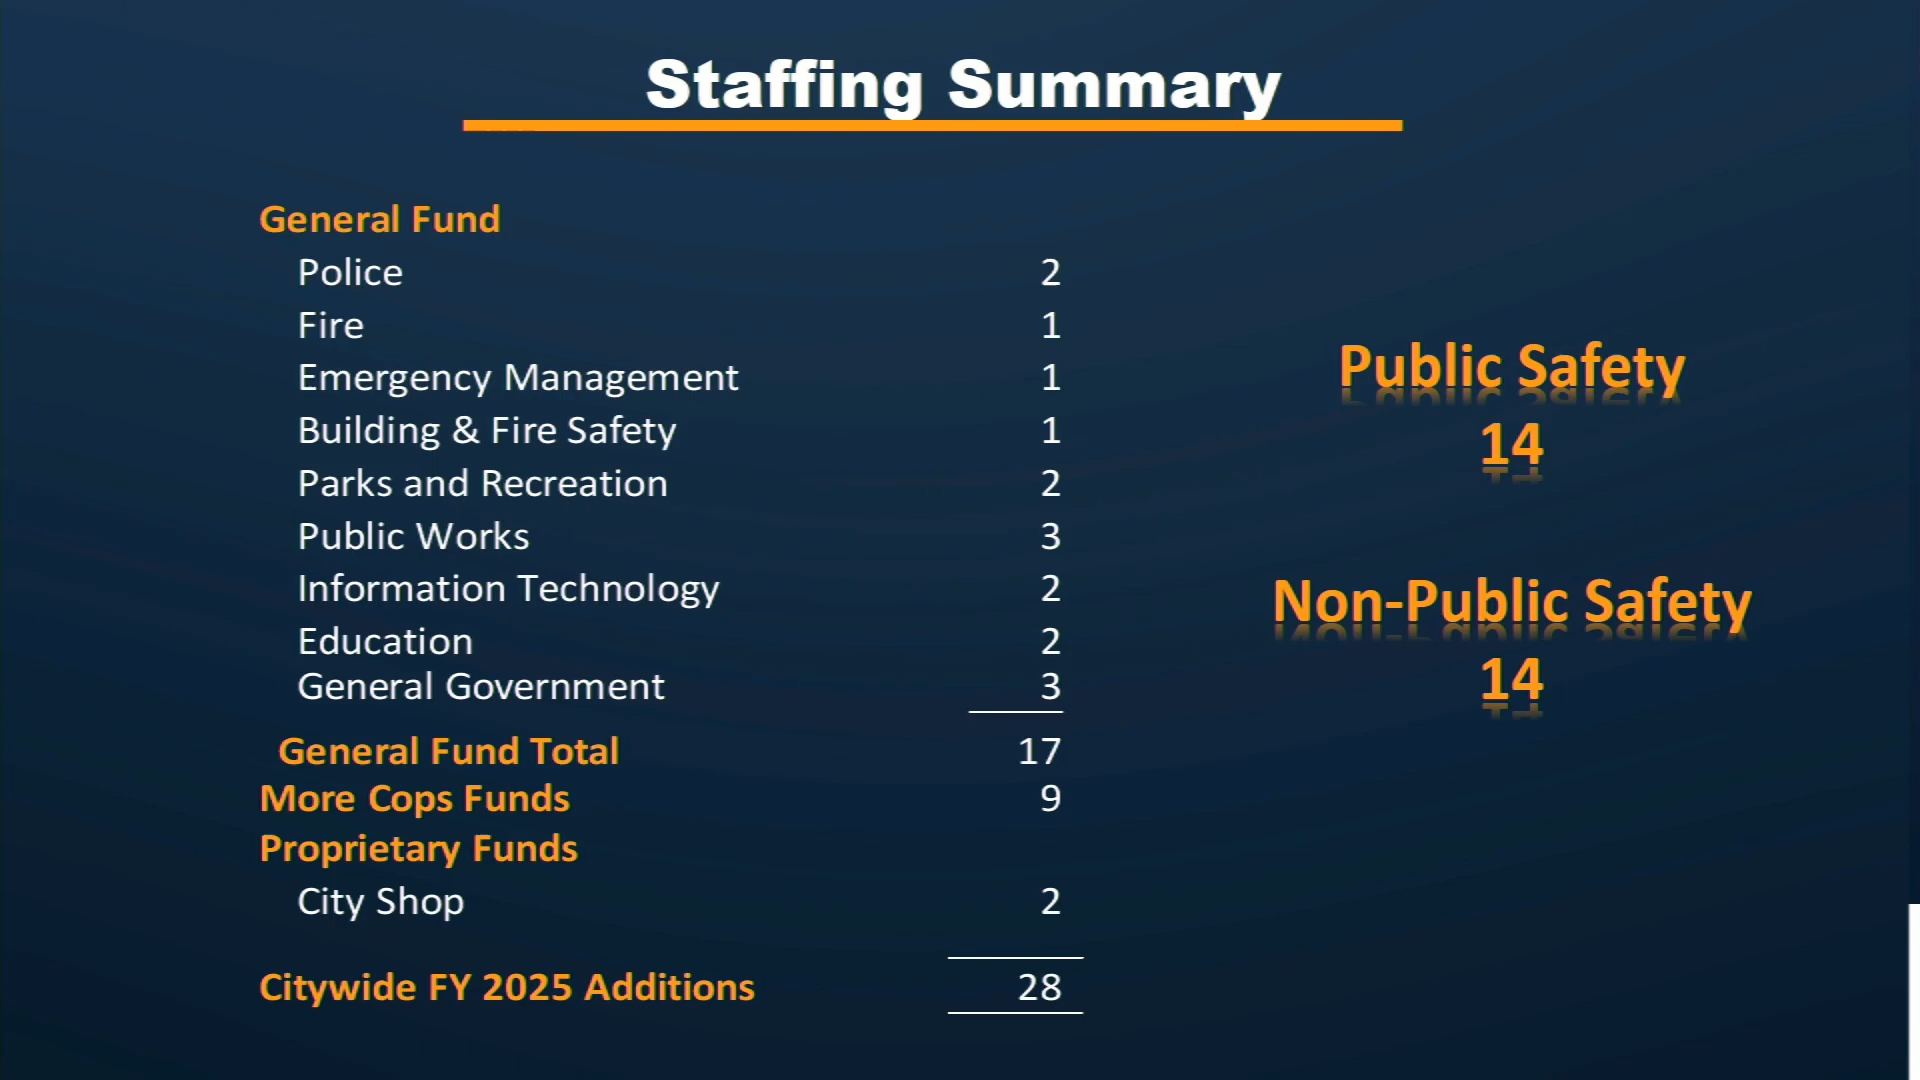 Staffing Summary
General Fund
Police 2
Fire 1
Emergency Management 1
Building & Fire Safety 1
Parks and Recreation 2
Public Works 3
Information Technology 2
Education 2
General Government 3
General Fund Total 17
More Cops Funds 9
Proprietary Funds
City Shop 2
Citywide FY 2025 Additions 28
Public Safety
14
Non-Public Safety
14